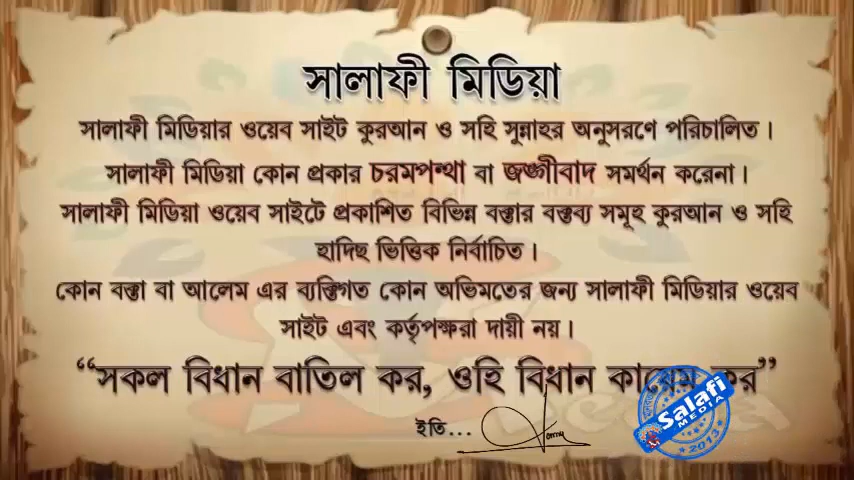 সালাফী মিডিয়া
সালাফী মিডিয়ার ওয়েব সাইট কুরআন ও সহি সুন্নাহর অনুসরণে পরিচালিত।
সালাফী মিডিয়া কোন প্রকার চরমপন্থা বা জঙ্গীবাদ সমর্থন করেনা।
সালাফী মিডিয়া ওয়েব সাইটে প্রকাশিত বিভিন্ন বক্তার বক্তব্য সমূহ কুরআন ও সহি
হাদিছ ভিত্তিক নির্বাচিত।
কোন বক্তা বা আলেম এর ব্যক্তিগত কোন অভিমতের জন্য সালাফী মিডিয়ার ওয়েব
সাইট এবং কর্তৃপক্ষরা দায়ী নয়।
“সকল বিধান বাতিল কর, ওহি বিধান কায়েম কর”
ইতি...
Salafi
MEDIA
2013